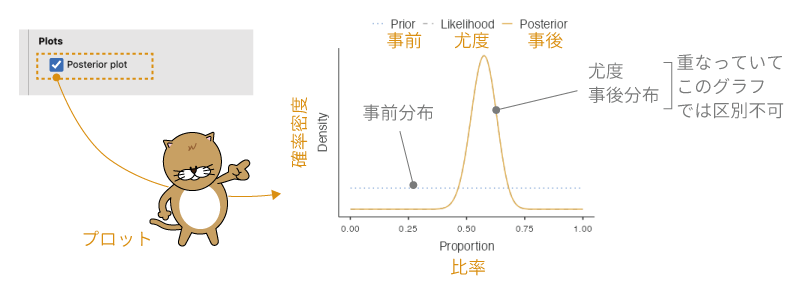 Plots
Posterior plot
プロット
Prior Likelihood Posterior
事前 尤度 事後
確率密度
Density
事前分布
尤度
事後分布
重なっていて
このグラフ
では区別不可
0.00 0.25 0.50 0.75 1.00
Proportion
比率